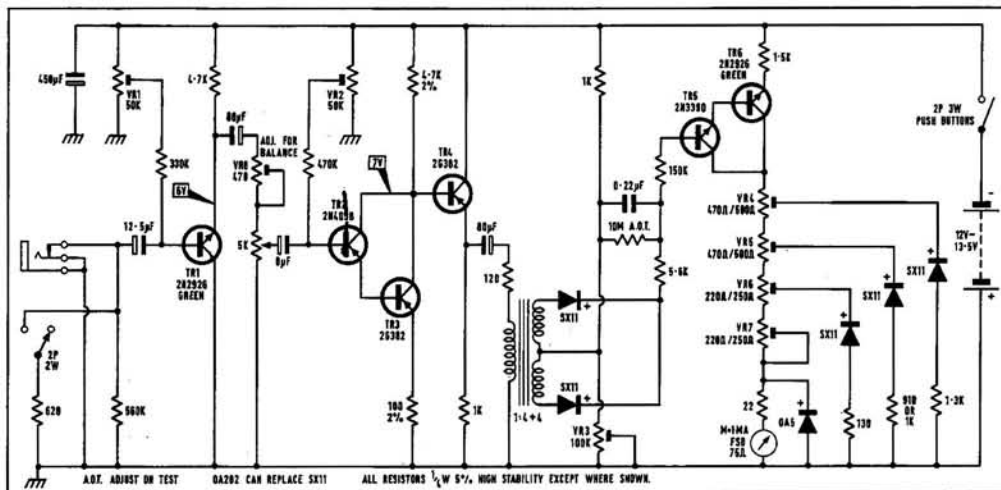 450µF
VR1
50K
330K
4·7K
6V
12·5µF
TR1
2N2926
GREEN
80µF
ADJ. FOR
BALANCE
VR8
470
5K
8µF
VR2
50K
470K
4·7K
2%
7V
TR2
2N4058
TR3
2G382
TR4
2G382
80µF
120
100
2%
1K
1:4+4
SX11
SX11
1K
0·22µF
10M A.O.T.
150K
5·6K
VR3
100K
TR5
2N3390
TR6
2N2926
GREEN
1·5K
VR4
470Ω/500Ω
VR5
470Ω/500Ω
VR6
220Ω/250Ω
VR7
220Ω/250Ω
22
M=1MA
FSD
75Ω
OA5
SX11
130
SX11
910
OR
1K
SX11
1·3K
2P 3W
PUSH BUTTONS
-
12V–
13·5V
+
2P
2W
620
560K
A.O.T. ADJUST ON TEST
OA202 CAN REPLACE SX11
ALL RESISTORS W 5% HIGH STABILITY EXCEPT WHERE SHOWN.